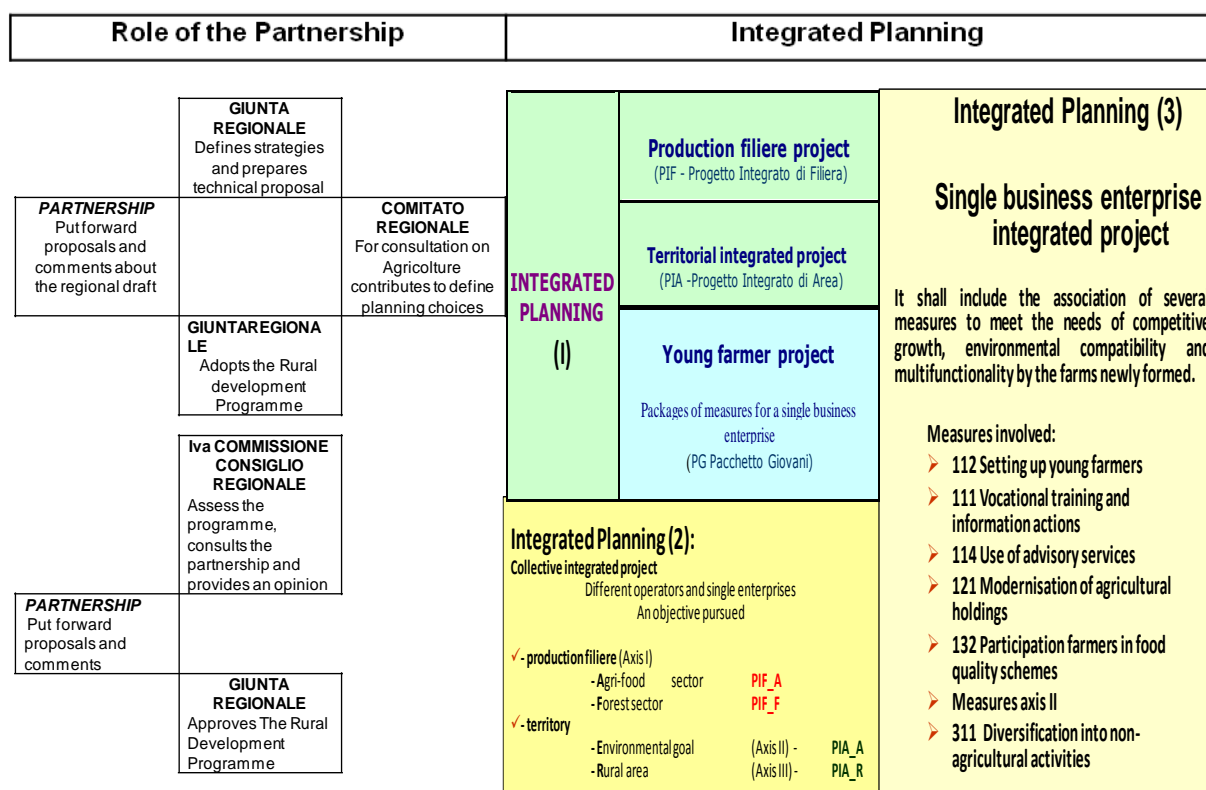 Role of the Partnership
Integrated Planning
GIUNTA
REGIONALE
Defines strategies
and prepares
technical proposal
PARTNERSHIP
Put forward
proposals and
comments about
the regional draft
COMITATO
REGIONALE
For consultation on
Agricolture
contributes to define
planning choices
GIUNTAREGIONA
LE
Adopts the Rural
development
Programme
Iva COMMISSIONE
CONSIGLIO
REGIONALE
Assess the
programme,
consults the
partnership and
provides an opinion
PARTNERSHIP
Put forward
proposals and
comments
GIUNTA
REGIONALE
Approves The Rural
Development
Programme
INTEGRATED
PLANNING
(I)
Production filiere project
(PIF - Progetto Integrato di Filiera)
Territorial integrated project
(PIA -Progetto Integrato di Area)
Young farmer project
Packages of measures for a single business
enterprise
(PG Pacchetto Giovani)
Integrated Planning (2):
Collective integrated project
Different operators and single enterprises
An objective pursued
✓- production filiere (Axis I)
- Agri-food sector PIF_A
- Forest sector PIF_F
✓- territory
- Environmental goal (Axis II) - PIA_A
- Rural area (Axis III) - PIA_R
Integrated Planning (3)
Single business enterprise
integrated project
It shall include the association of severa
measures to meet the needs of competitive
growth, environmental compatibility and
multifunctionality by the farms newly formed.
Measures involved:
➢ 112 Setting up young farmers
➢ 111 Vocational training and
information actions
➢ 114 Use of advisory services
➢ 121 Modernisation of agricultural
holdings
➢ 132 Participation farmers in food
quality schemes
➢ Measures axis II
➢ 311 Diversification into non-
agricultural activities